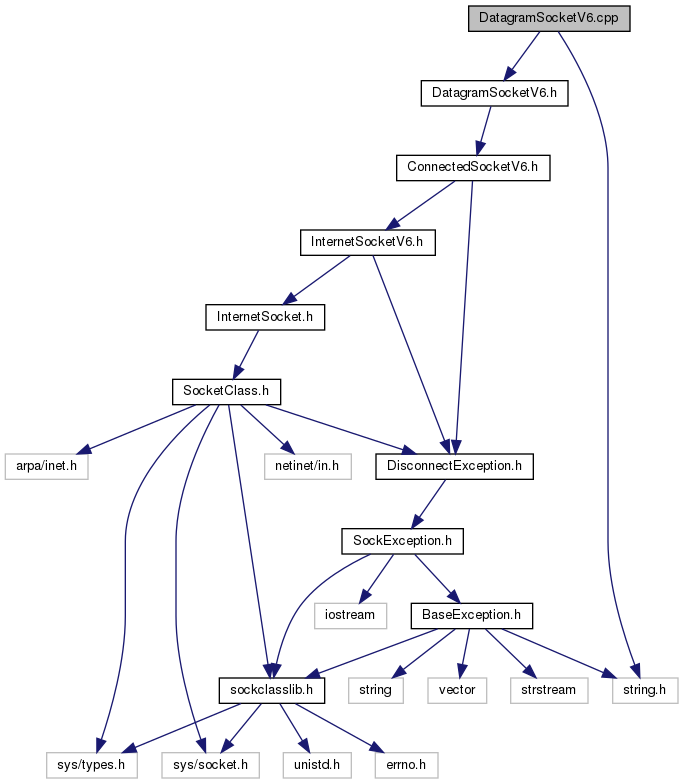 DatagramSocketV6.cpp
DatagramSocketV6.h
ConnectedSocketV6.h
InternetSocketV6.h
InternetSocket.h
SocketClass.h
arpa/inet.h
netinet/in.h
DisconnectException.h
SockException.h
iostream
BaseException.h
sockclasslib.h
string
vector
strstream
string.h
sys/types.h
sys/socket.h
unistd.h
errno.h